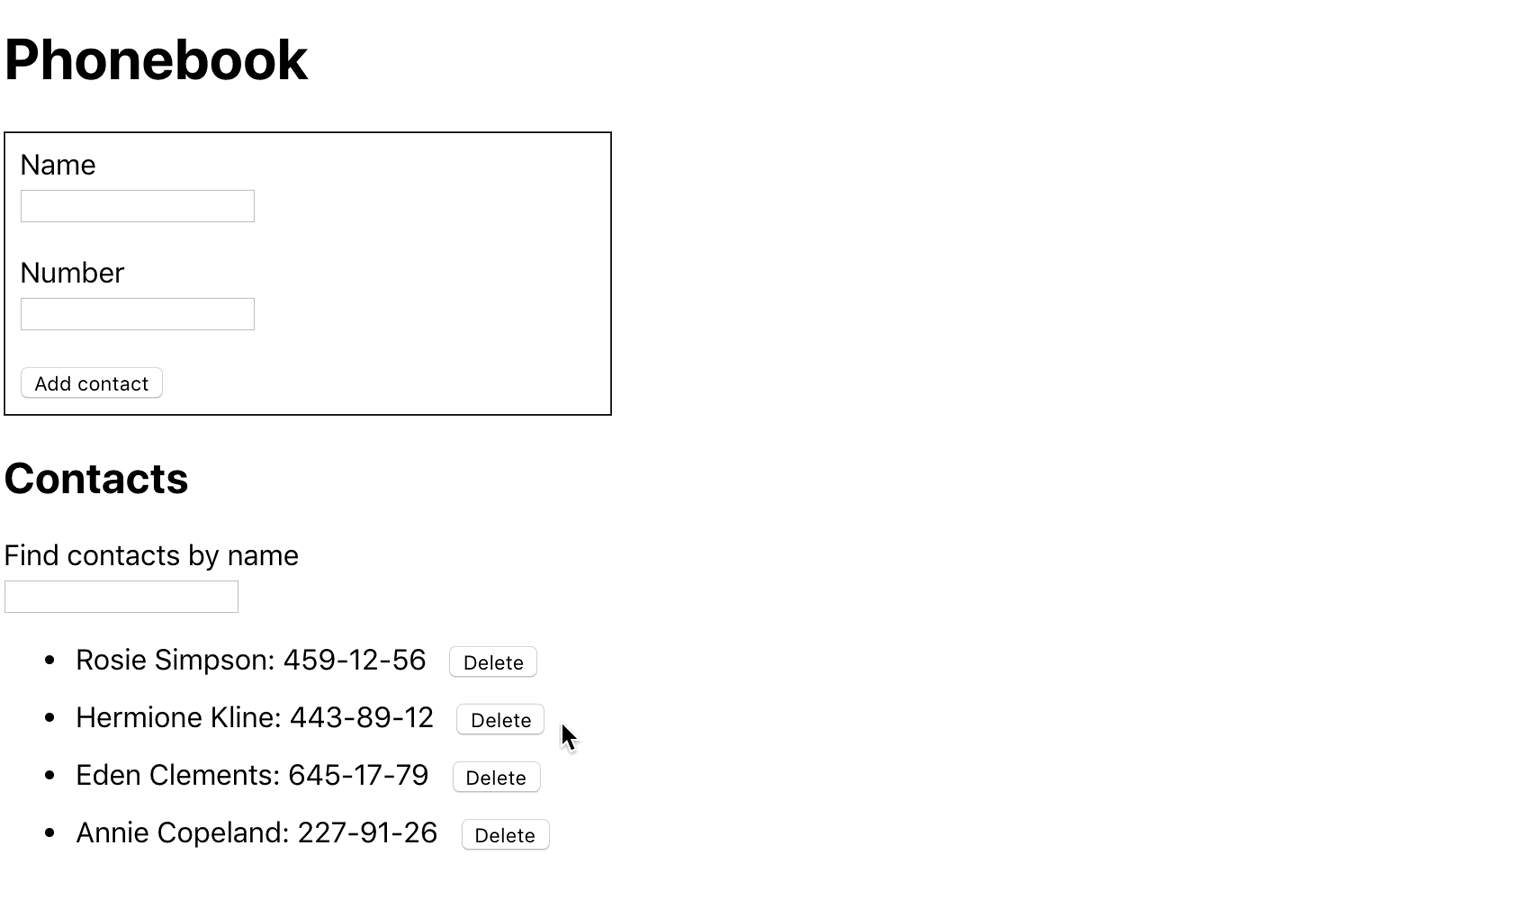 Phonebook
Name
Number
Add contact
Contacts
Find contacts by name
Rosie Simpson: 459-12-56 Delete
Hermione Kline: 443-89-12 Delete
Eden Clements: 645-17-79 Delete
Annie Copeland: 227-91-26 Delete